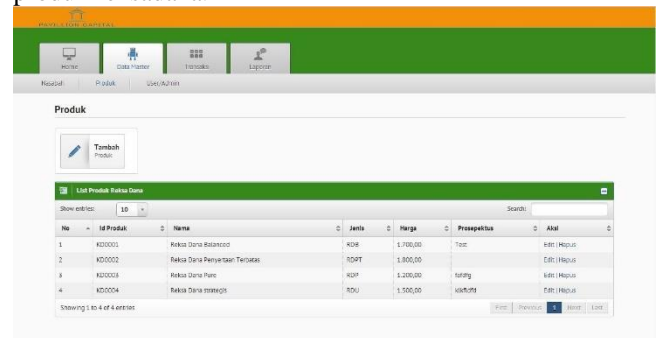 PAVILLION CAPITAL
Home Data Master Transaksi Laporan
Nasabah Produk User/Admin
Produk
Tambah
Produk
List Produk Reksa Dana
Show entries: 10 Search:
No Id Produk Nama Jenis Harga Prosepektus Aksi
1 KD0001 Reksa Dana Balanced RDB 1.700,00 Test Edit | Hapus
2 KD0002 Reksa Dana Penyertaan Terbatas RDPT 1.800,00 Edit | Hapus
3 KD0003 Reksa Dana Pare RDP 1.200,00 Edit | Hapus
4 KD0004 Reksa Dana strategis RDU 1.500,00 Edit | Hapus
Showing 1 to 4 of 4 entries First Previous 1 Next Last